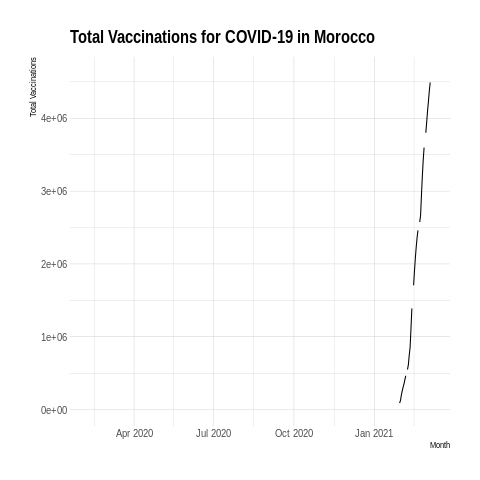 Total Vaccinations for COVID-19 in Morocco
Total Vaccinations
4e+06
3e+06
2e+06
1e+06
0e+00
Apr 2020 Jul 2020 Oct 2020 Jan 2021
Month